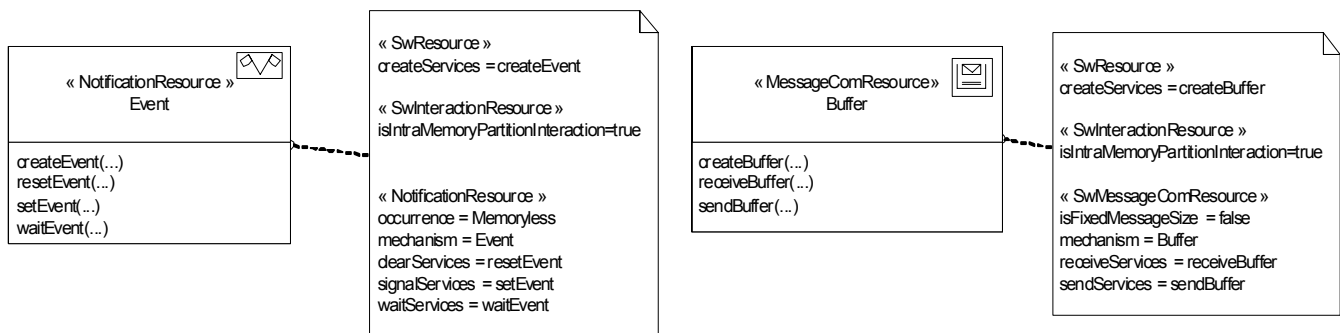 « NotificationResource »
Event
createEvent(...)
resetEvent(...)
setEvent(...)
waitEvent(...)
« SwResource »
createServices = createEvent
« SwInteractionResource »
isIntraMemoryPartitionInteraction=true
« NotificationResource »
occurrence = Memoryless
mechanism = Event
clearServices = resetEvent
signalServices = setEvent
waitServices = waitEvent
« MessageComResource»
Buffer
createBuffer(...)
receiveBuffer(...)
sendBuffer(...)
« SwResource »
createServices = createBuffer
« SwInteractionResource »
isIntraMemoryPartitionInteraction=true
« SwMessageComResource»
isFixedMessageSize = false
mechanism = Buffer
receiveServices = receiveBuffer
sendServices = sendBuffer